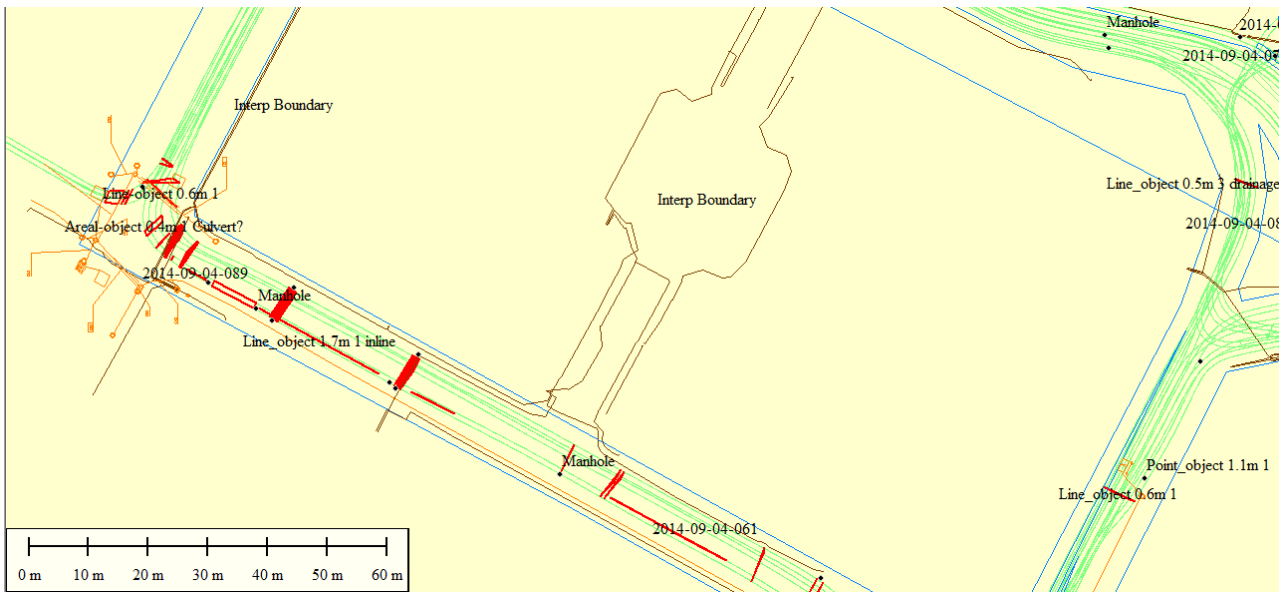 Manhole
2014-0
2014-09-04-07
Interp Boundary
Line-object 0.6m 1
Interp Boundary
Line_object 0.5m 3 drainage
Areal-object 0.4m 1 Culvert?
2014-09-04-08
2014-09-04-089
Manhole
Line_object 1.7m 1 inline
Manhole
Point_object 1.1m 1
Line_object 0.6m 1
2014-09-04-061
0 m 10 m 20 m 30 m 40 m 50 m 60 m